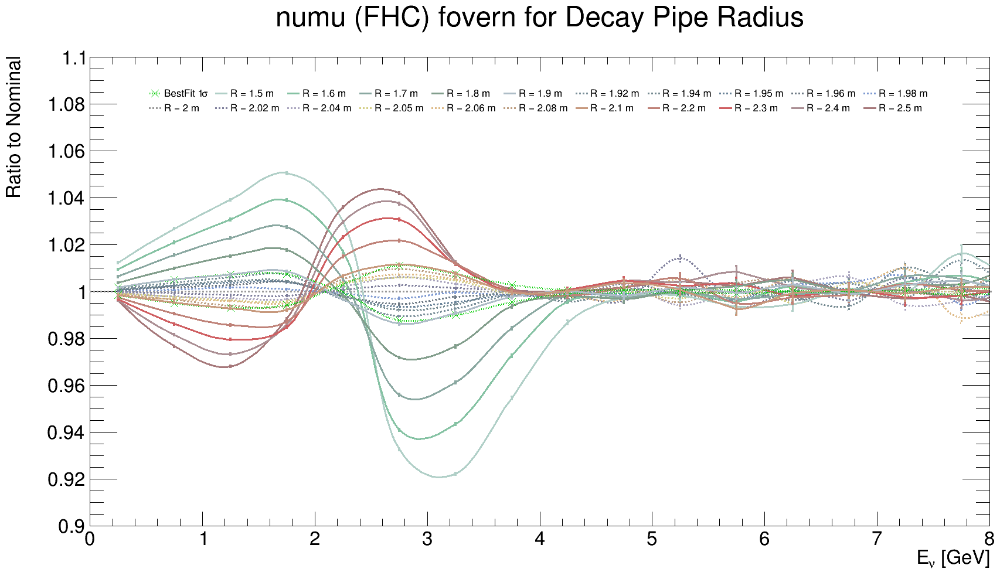 numu (FHC) fovern for Decay Pipe Radius
Ratio to Nominal
1.1
1.08
1.06
1.04
1.02
1
0.98
0.96
0.94
0.92
0.9
BestFit 1σ R = 1.5 m R = 1.6 m R = 1.7 m R = 1.8 m R = 1.9 m R = 1.92 m R = 1.94 m R = 1.95 m R = 1.96 m R = 1.98 m
R = 2 m R = 2.02 m R = 2.04 m R = 2.05 m R = 2.06 m R = 2.08 m R = 2.1 m R = 2.2 m R = 2.3 m R = 2.4 m R = 2.5 m
0 1 2 3 4 5 6 7 8
Eν [GeV]